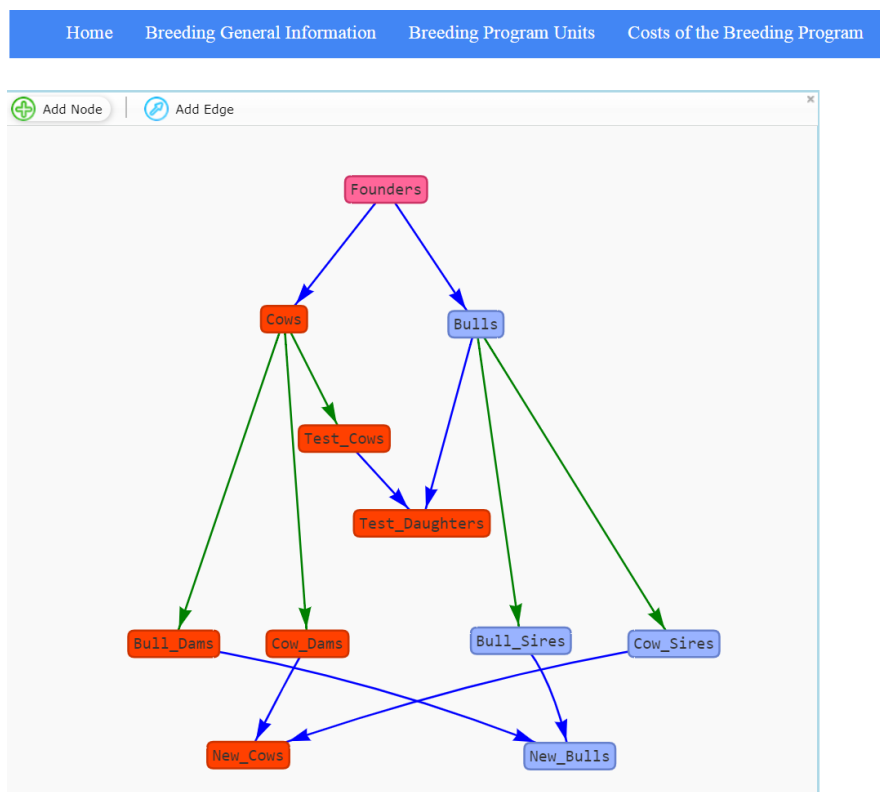 Home Breeding General Information Breeding Program Units Costs of the Breeding Program
Add Node Add Edge
Founders
Cows
Bulls
Test_Cows
Test_Daughters
Bull_Dams Cow_Dams Bull_Sires Cow_Sires
New_Cows New_Bulls